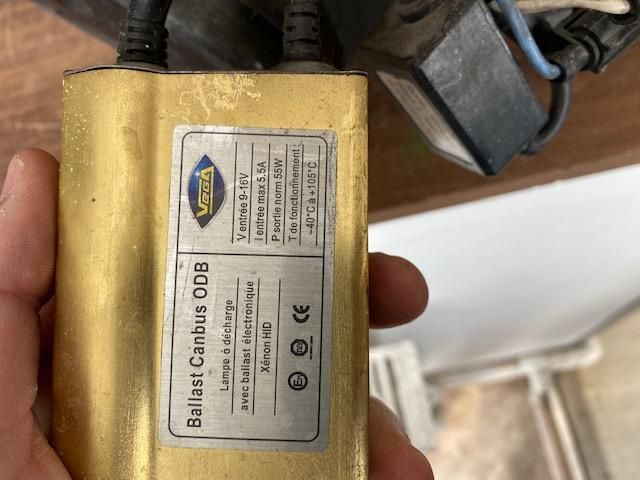 VEGA
V entrée 9-16V
I entrée max 5.5A
P sortie norm 55W
T de fonctionnement :
-40°C à +105°C
Ballast Canbus ODB
Lampe à décharge
avec ballast électronique
Xénon HID
CE